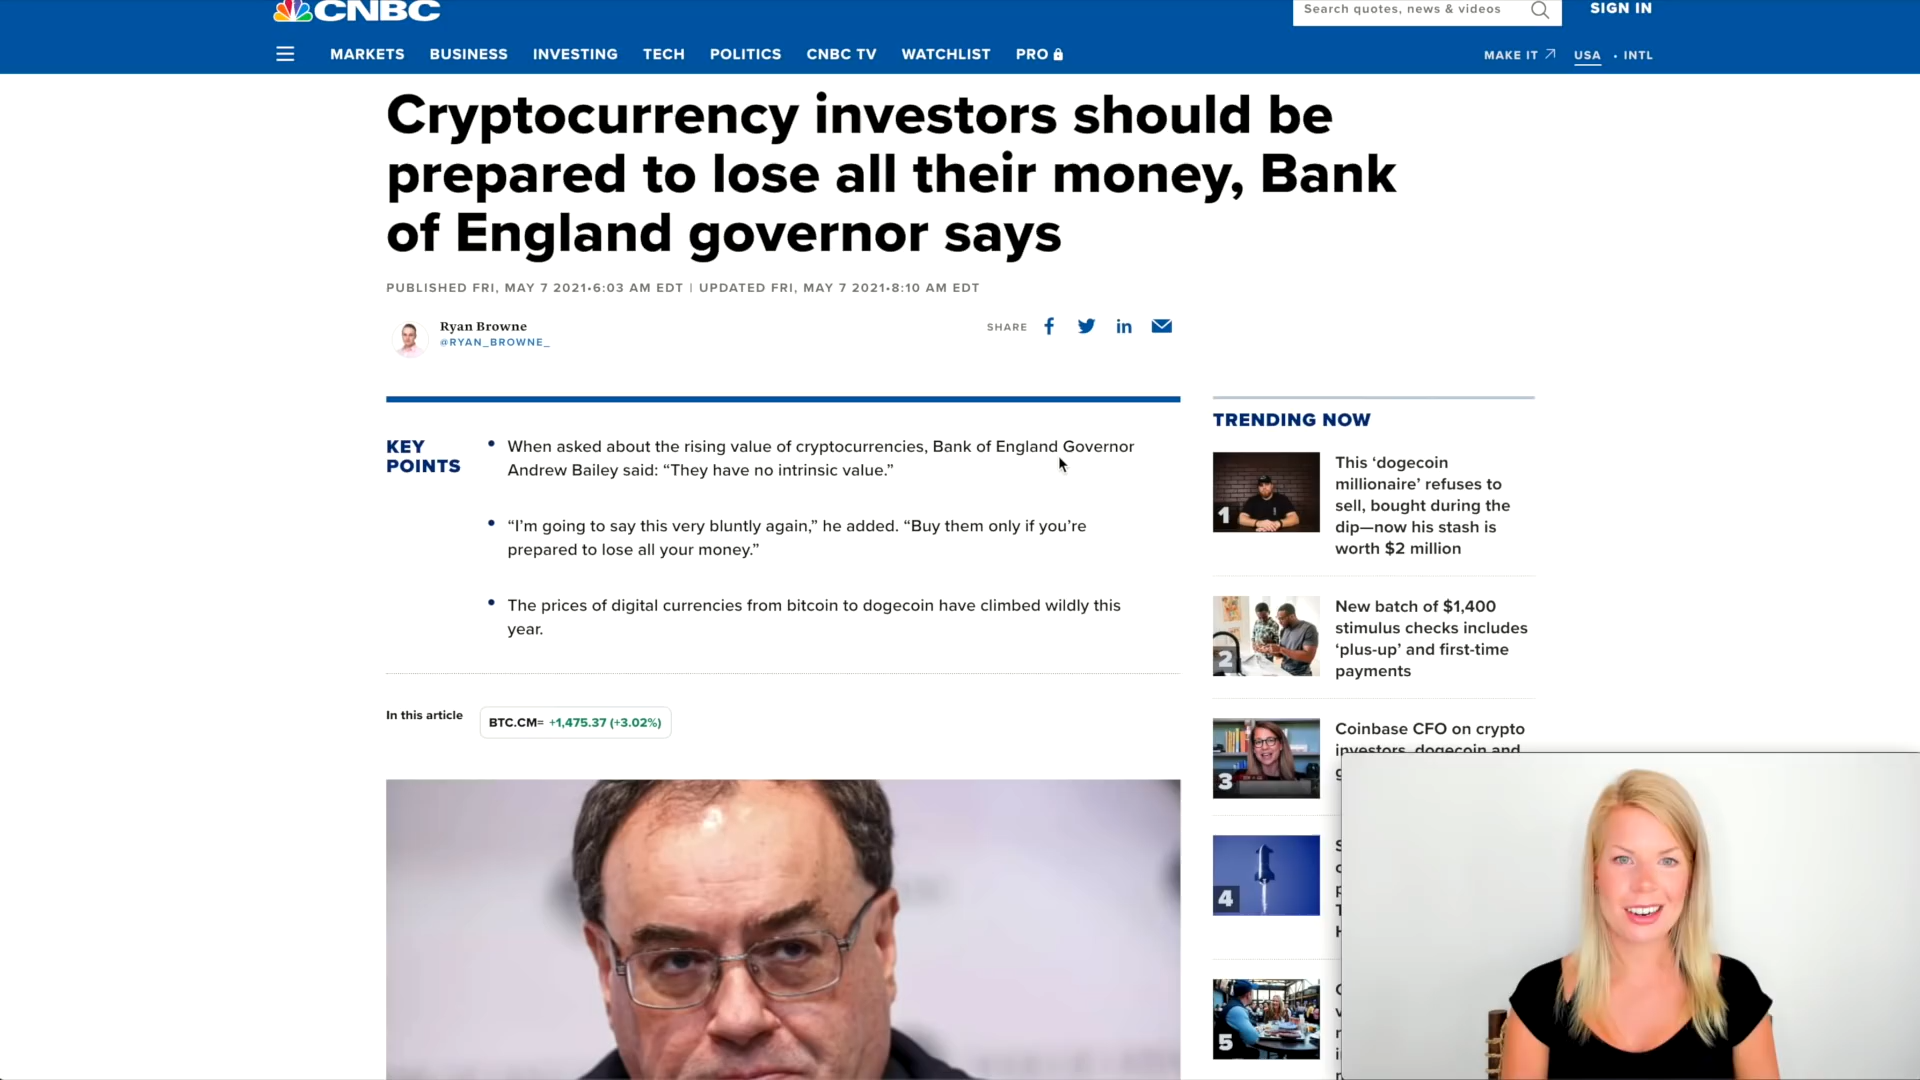 CNBC
Search quotes, news & videos
SIGN IN
MARKETS BUSINESS INVESTING TECH POLITICS CNBC TV WATCHLIST PRO
MAKE IT USA • INTL
Cryptocurrency investors should be
prepared to lose all their money, Bank
of England governor says
PUBLISHED FRI, MAY 7 2021•6:03 AM EDT | UPDATED FRI, MAY 7 2021•8:10 AM EDT
Ryan Browne
@RYAN_BROWNE_
SHARE
KEY
POINTS
• When asked about the rising value of cryptocurrencies, Bank of England Governor
Andrew Bailey said: “They have no intrinsic value.”
• “I’m going to say this very bluntly again,” he added. “Buy them only if you’re
prepared to lose all your money.”
• The prices of digital currencies from bitcoin to dogecoin have climbed wildly this
year.
In this article
BTC.CM= +1,475.37 (+3.02%)
TRENDING NOW
1
This ‘dogecoin
millionaire’ refuses to
sell, bought during the
dip—now his stash is
worth $2 million
2
New batch of $1,400
stimulus checks includes
‘plus-up’ and first-time
payments
3
Coinbase CFO on crypto
investors, dogecoin and
4
5